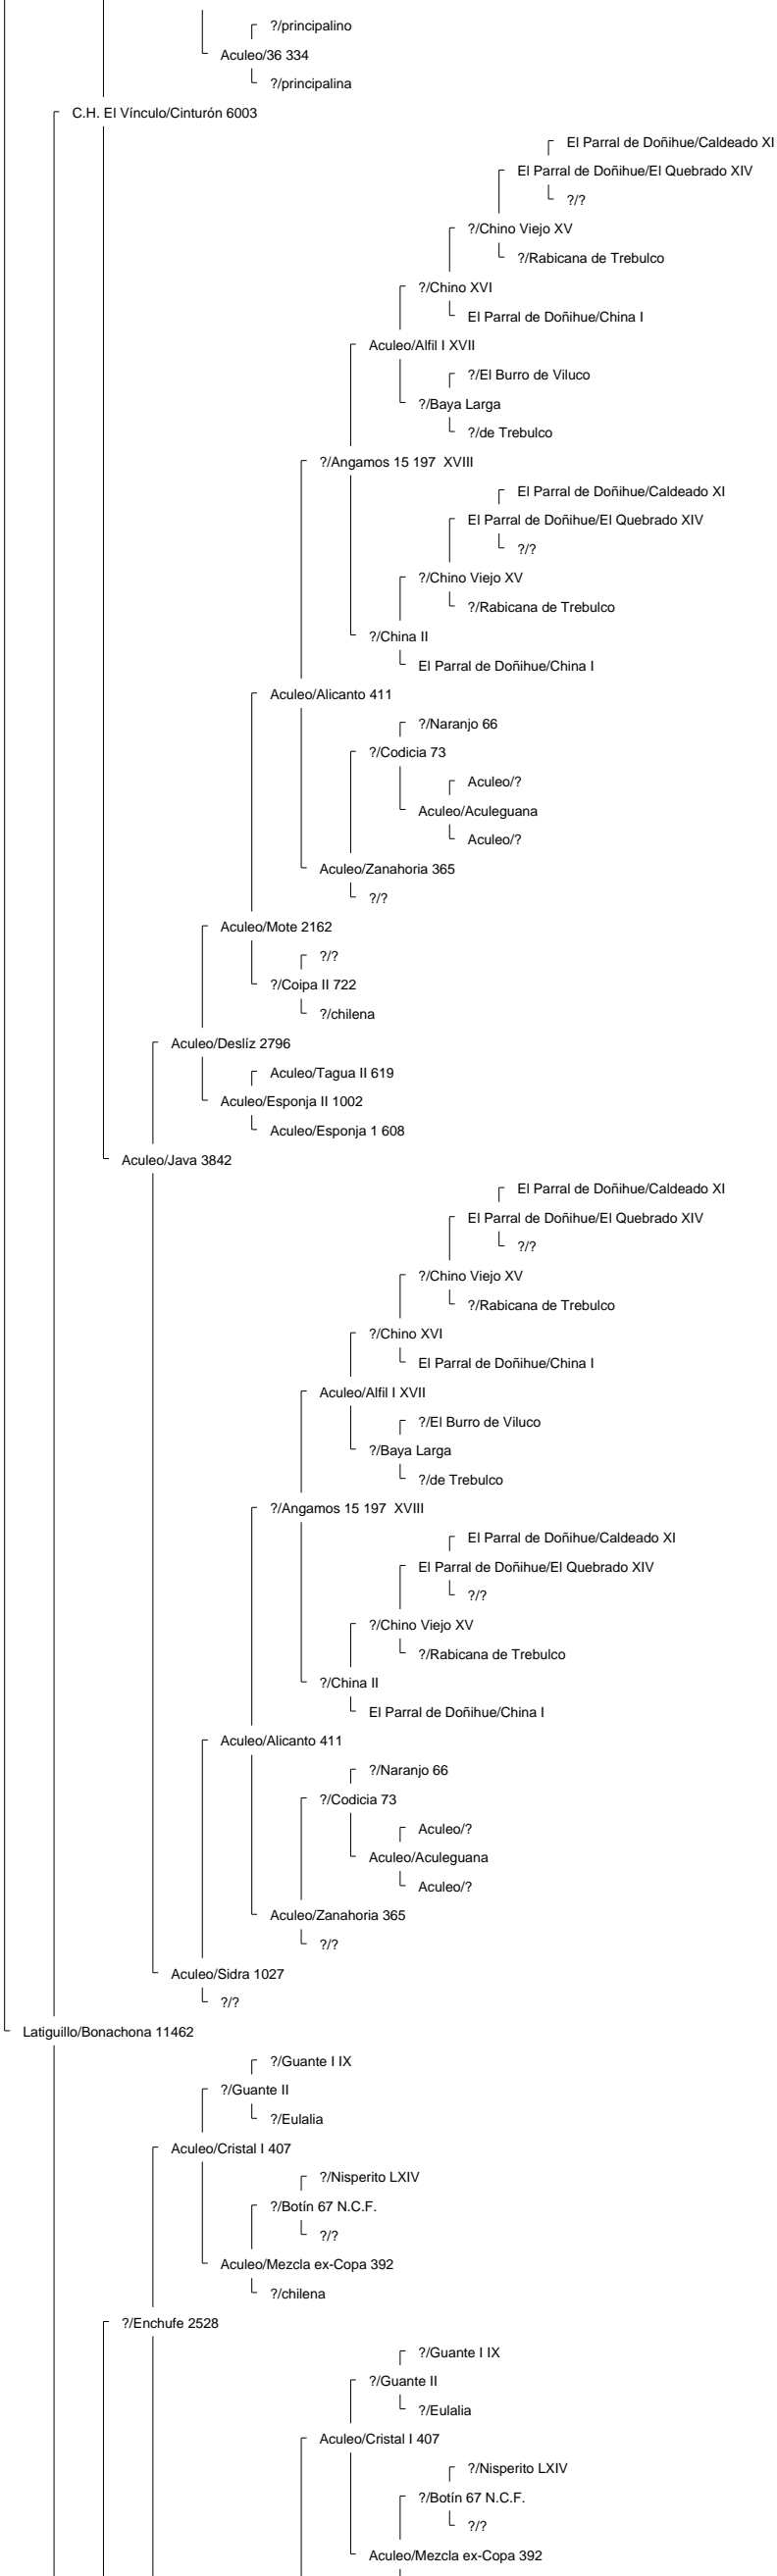 ?/principalino
Aculeo/36 334
?/principalina
C.H. El Vínculo/Cinturón 6003
El Parral de Doñihue/Caldeado XI
El Parral de Doñihue/El Quebrado XIV
?/?
?/Chino Viejo XV
?/Rabicana de Trebulco
?/Chino XVI
El Parral de Doñihue/China I
Aculeo/Alfil I XVII
?/El Burro de Viluco
?/Baya Larga
?/de Trebulco
?/Angamos 15 197 XVIII
El Parral de Doñihue/Caldeado XI
El Parral de Doñihue/El Quebrado XIV
?/?
?/Chino Viejo XV
?/Rabicana de Trebulco
?/China II
El Parral de Doñihue/China I
Aculeo/Alicanto 411
?/Naranjo 66
?/Codicia 73
Aculeo/?
Aculeo/Aculeguana
Aculeo/?
Aculeo/Zanahoria 365
?/?
Aculeo/Mote 2162
?/?
?/Coipa II 722
?/chilena
Aculeo/Deslíz 2796
Aculeo/Tagua II 619
Aculeo/Esponja II 1002
Aculeo/Esponja 1 608
Aculeo/Java 3842
El Parral de Doñihue/Caldeado XI
El Parral de Doñihue/El Quebrado XIV
?/?
?/Chino Viejo XV
?/Rabicana de Trebulco
?/Chino XVI
El Parral de Doñihue/China I
Aculeo/Alfil I XVII
?/El Burro de Viluco
?/Baya Larga
?/de Trebulco
?/Angamos 15 197 XVIII
El Parral de Doñihue/Caldeado XI
El Parral de Doñihue/El Quebrado XIV
?/?
?/Chino Viejo XV
?/Rabicana de Trebulco
?/China II
El Parral de Doñihue/China I
Aculeo/Alicanto 411
?/Naranjo 66
?/Codicia 73
Aculeo/?
Aculeo/Aculeguana
Aculeo/?
Aculeo/Zanahoria 365
?/?
Aculeo/Sidra 1027
?/?
Latiguillo/Bonachona 11462
?/Guante I IX
?/Guante II
?/Eulalia
Aculeo/Cristal I 407
?/Nisperito LXIV
?/Botín 67 N.C.F.
?/?
Aculeo/Mezcla ex-Copa 392
?/chilena
?/Enchufe 2528
?/Guante I IX
?/Guante II
?/Eulalia
Aculeo/Cristal I 407
?/Nisperito LXIV
?/Botín 67 N.C.F.
?/?
Aculeo/Mezcla ex-Copa 392